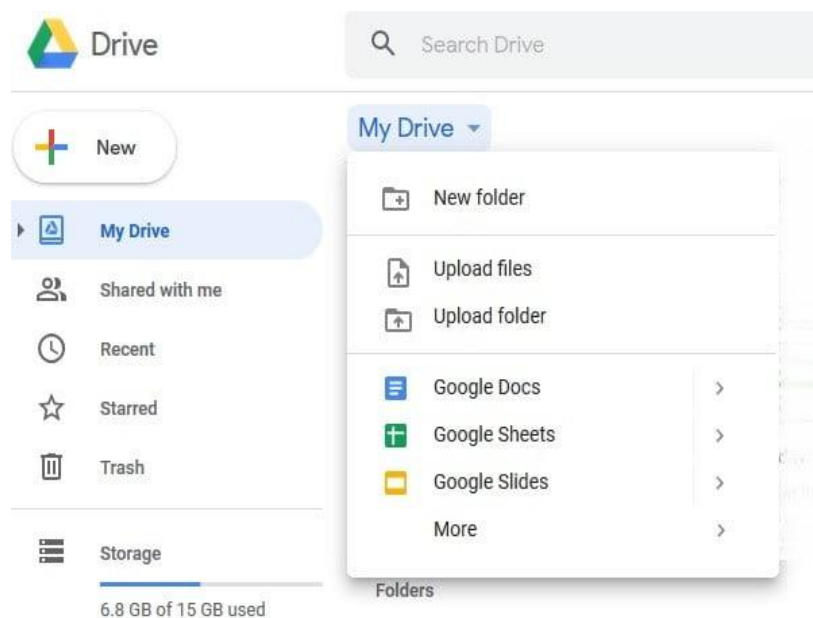 Drive
Search Drive
New
My Drive
Shared with me
Recent
Starred
Trash
Storage
6.8 GB of 15 GB used
My Drive
New folder
Upload files
Upload folder
Google Docs
Google Sheets
Google Slides
More
Folders